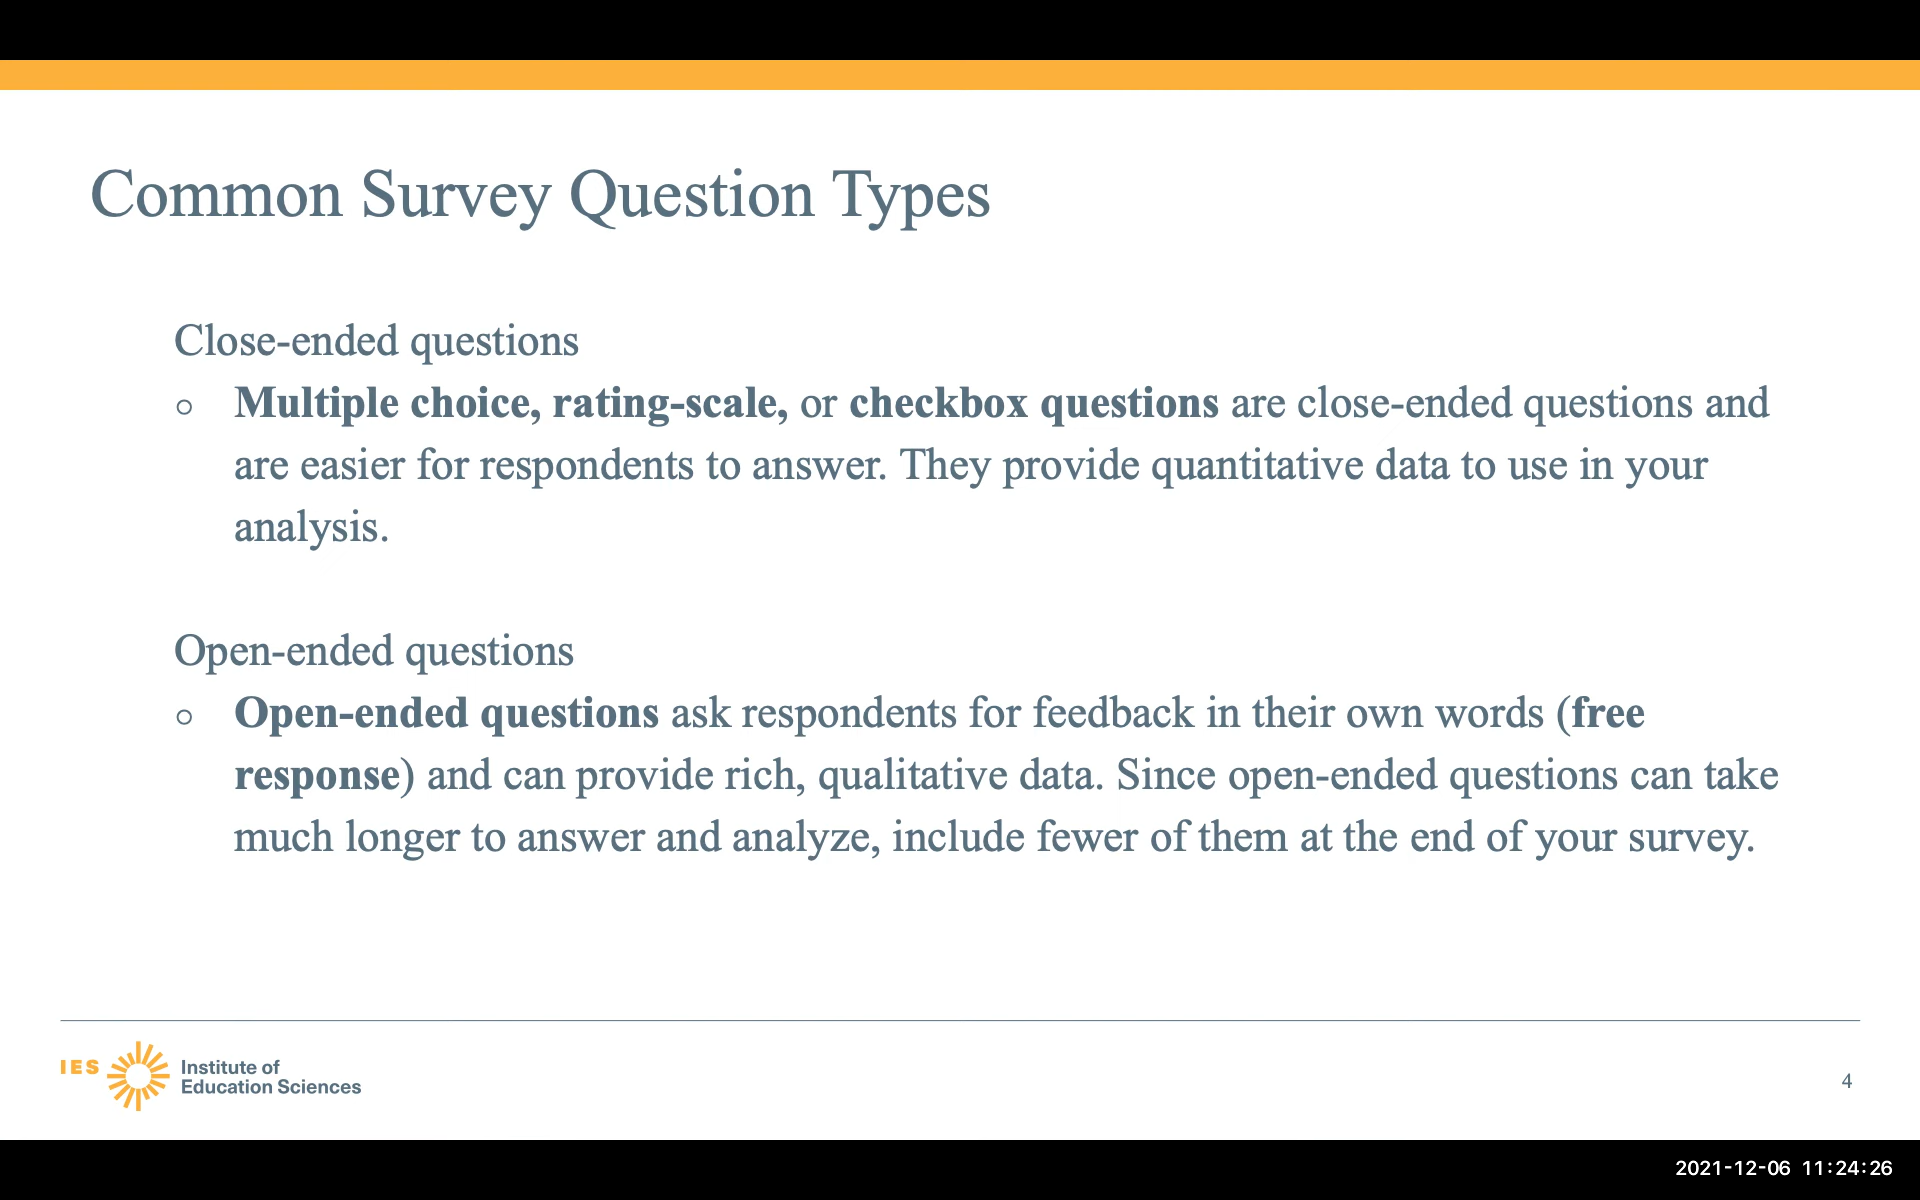 Common Survey Question Types
Close-ended questions
○ Multiple choice, rating-scale, or checkbox questions are close-ended questions and
are easier for respondents to answer. They provide quantitative data to use in your
analysis.
Open-ended questions
○ Open-ended questions ask respondents for feedback in their own words (free
response) and can provide rich, qualitative data. Since open-ended questions can take
much longer to answer and analyze, include fewer of them at the end of your survey.
IES Institute of
Education Sciences
4
2021-12-06 11:24:26